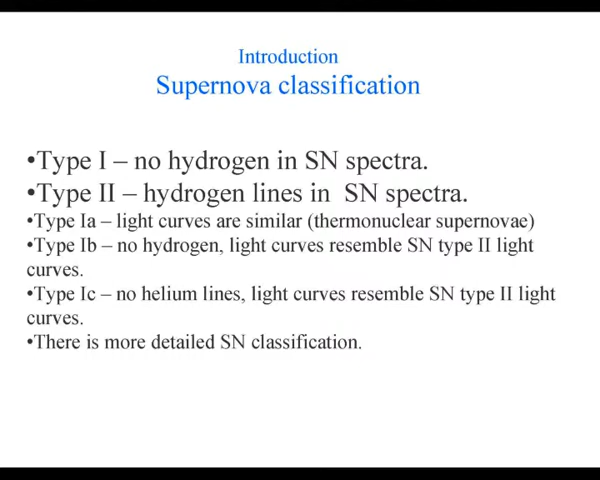 Introduction
Supernova classification
•Type I – no hydrogen in SN spectra.
•Type II – hydrogen lines in SN spectra.
•Type Ia – light curves are similar (thermonuclear supernovae)
•Type Ib – no hydrogen, light curves resemble SN type II light
curves.
•Type Ic – no helium lines, light curves resemble SN type II light
curves.
•There is more detailed SN classification.